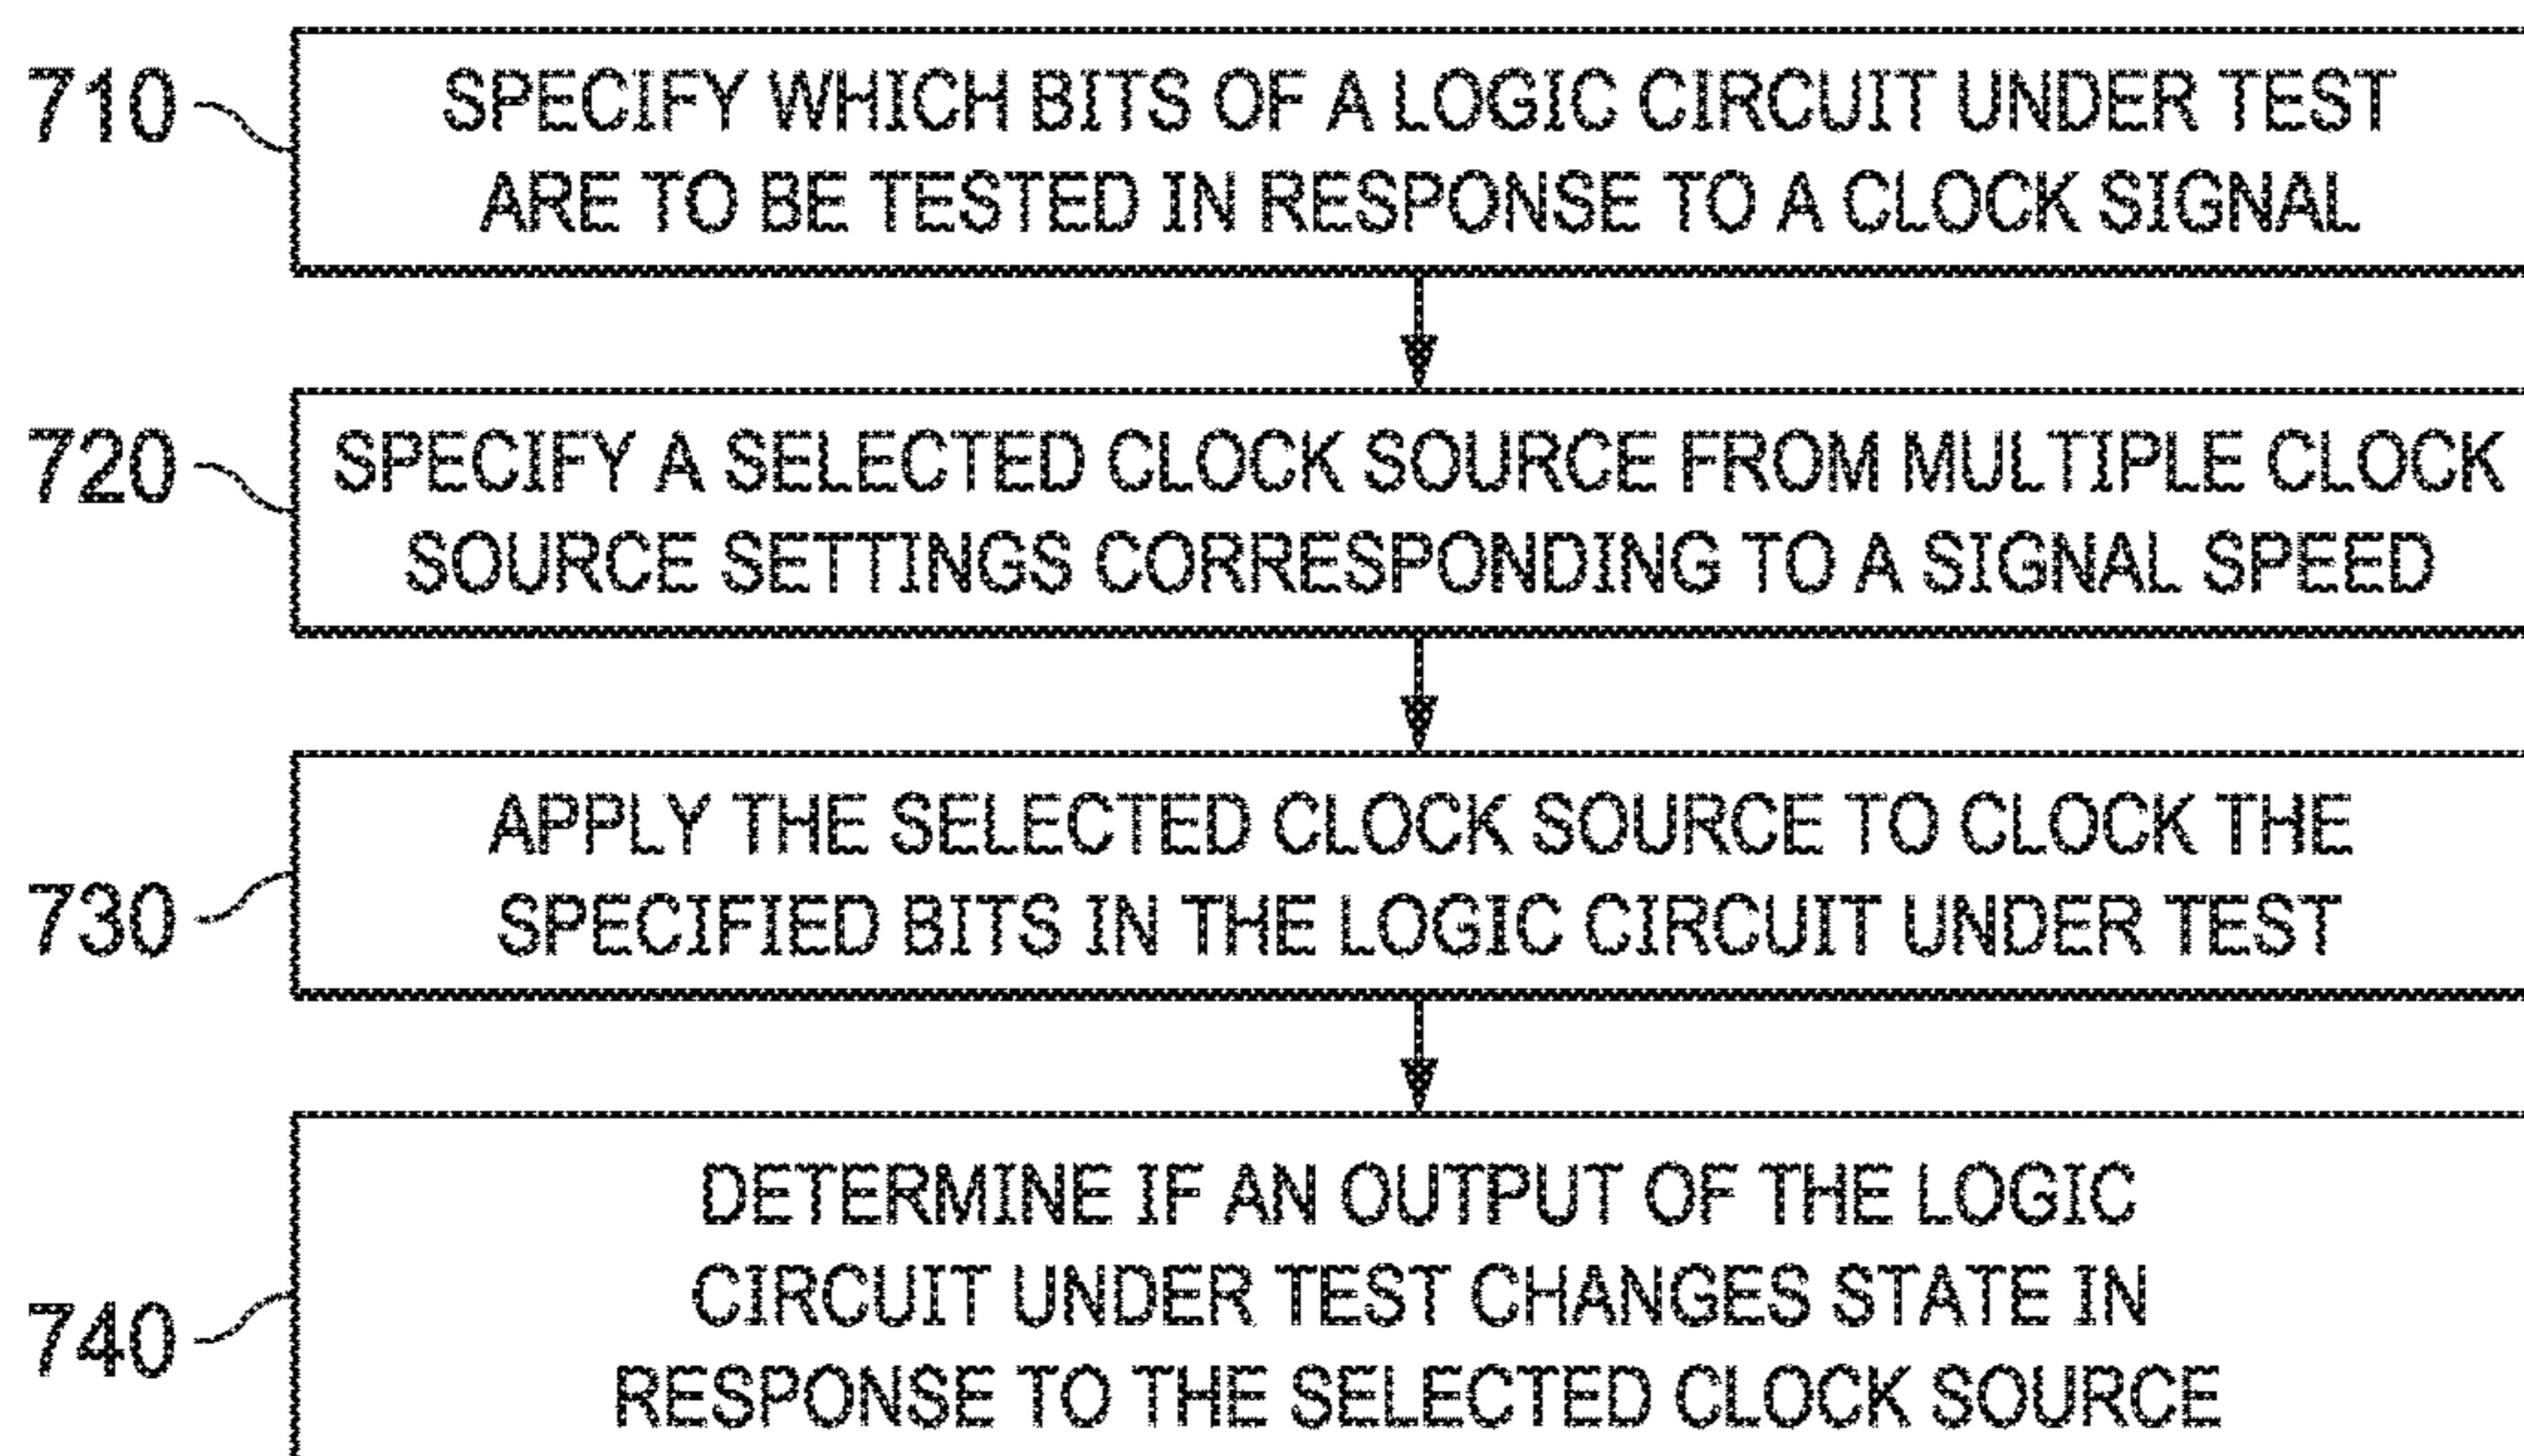 710
SPECIFY WHICH BITS OF A LOGIC CIRCUIT UNDER TEST
ARE TO BE TESTED IN RESPONSE TO A CLOCK SIGNAL
720
SPECIFY A SELECTED CLOCK SOURCE FROM MULTIPLE CLOCK
SOURCE SETTINGS CORRESPONDING TO A SIGNAL SPEED
730
APPLY THE SELECTED CLOCK SOURCE TO CLOCK THE
SPECIFIED BITS IN THE LOGIC CIRCUIT UNDER TEST
740
DETERMINE IF AN OUTPUT OF THE LOGIC
CIRCUIT UNDER TEST CHANGES STATE IN
RESPONSE TO THE SELECTED CLOCK SOURCE